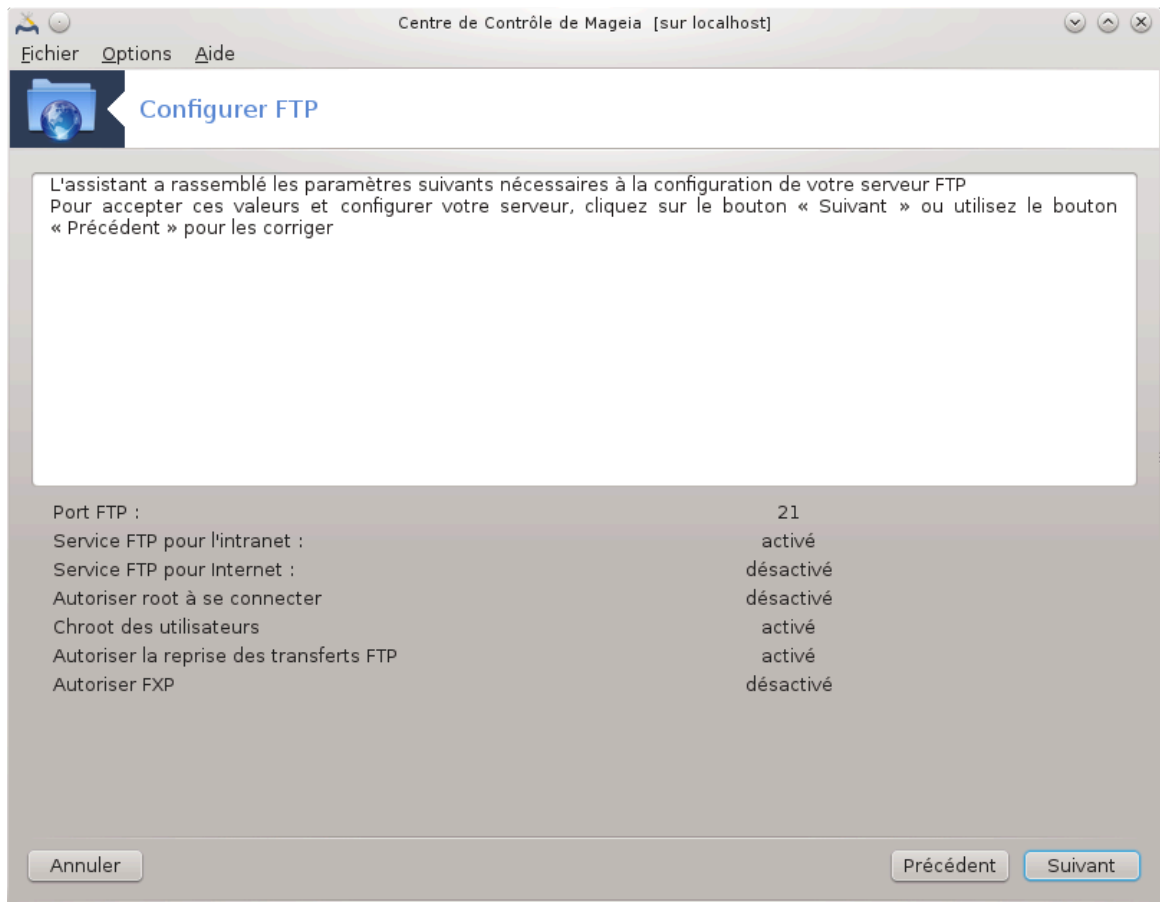 Centre de Contrôle de Mageia [sur localhost]
Fichier Options Aide
Configurer FTP
L'assistant a rassemblé les paramètres suivants nécessaires à la configuration de votre serveur FTP
Pour accepter ces valeurs et configurer votre serveur, cliquez sur le bouton « Suivant » ou utilisez le bouton
« Précédent » pour les corriger
Port FTP : 21
Service FTP pour l'intranet : activé
Service FTP pour Internet : désactivé
Autoriser root à se connecter désactivé
Chroot des utilisateurs activé
Autoriser la reprise des transferts FTP activé
Autoriser FXP désactivé
Annuler Précédent Suivant